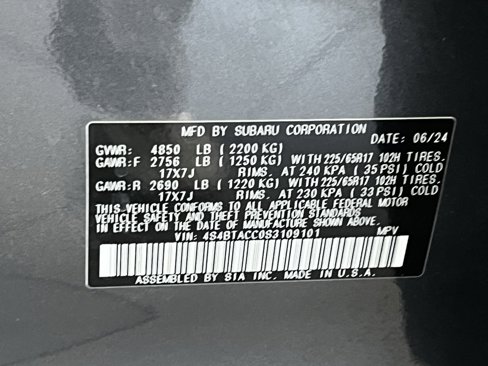 MFD BY SUBARU CORPORATION
DATE: 06/24
GVWR: 4850 LB (2200 KG)
GAWR:F 2756 LB (1250 KG) WITH 225/65R17 102H TIRES.
17X7J RIMS. AT 240 KPA (35 PSI) COLD
GAWR:R 2690 LB (1220 KG) WITH 225/65R17 102H TIRES.
17X7J RIMS. AT 230 KPA (33 PSI) COLD
THIS VEHICLE CONFORMS TO ALL APPLICABLE FEDERAL MOTOR
VEHICLE SAFETY AND THEFT PREVENTION STANDARDS
IN EFFECT ON THE DATE OF MANUFACTURE SHOWN ABOVE.
VIN: 4S4BTACC0S3109101 MPV
ASSEMBLED BY SIA INC. MADE IN U.S.A.